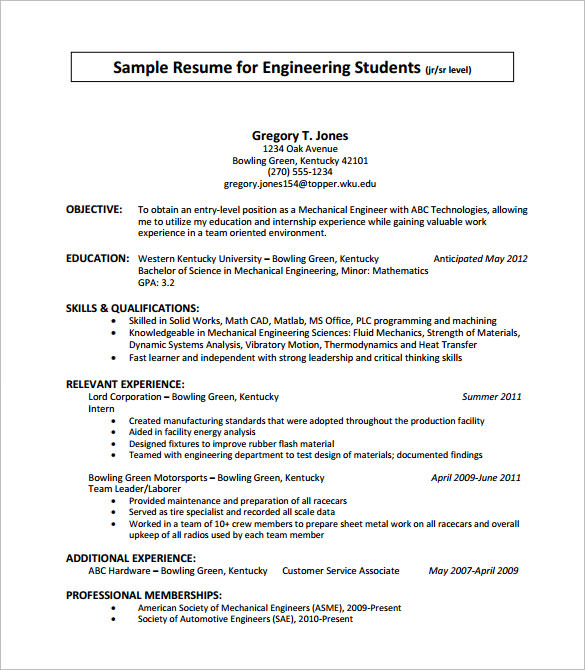 Sample Resume for Engineering Students (jr/sr level)
Gregory T. Jones
1234 Oak Avenue
Bowling Green, Kentucky 42101
(270) 555-1234
gregory.jones154@topper.wku.edu
OBJECTIVE: To obtain an entry-level position as a Mechanical Engineer with ABC Technologies, allowing
me to utilize my education and internship experience while gaining valuable work
experience in a team oriented environment.
EDUCATION: Western Kentucky University – Bowling Green, Kentucky Anticipated May 2012
Bachelor of Science in Mechanical Engineering, Minor: Mathematics
GPA: 3.2
SKILLS & QUALIFICATIONS:
• Skilled in Solid Works, Math CAD, Matlab, MS Office, PLC programming and machining
• Knowledgeable in Mechanical Engineering Sciences: Fluid Mechanics, Strength of Materials,
Dynamic Systems Analysis, Vibratory Motion, Thermodynamics and Heat Transfer
• Fast learner and independent with strong leadership and critical thinking skills
RELEVANT EXPERIENCE:
Lord Corporation – Bowling Green, Kentucky Summer 2011
Intern
• Created manufacturing standards that were adopted throughout the production facility
• Aided in facility energy analysis
• Designed fixtures to improve rubber flash material
• Teamed with engineering department to test design of materials; documented findings
Bowling Green Motorsports – Bowling Green, Kentucky April 2009-June 2011
Team Leader/Laborer
• Provided maintenance and preparation of all racecars
• Served as tire specialist and recorded all scale data
• Worked in a team of 10+ crew members to prepare sheet metal work on all racecars and overall
upkeep of all radios used by each team member
ADDITIONAL EXPERIENCE:
ABC Hardware – Bowling Green, Kentucky Customer Service Associate May 2007-April 2009
PROFESSIONAL MEMBERSHIPS:
• American Society of Mechanical Engineers (ASME), 2009-Present
• Society of Automotive Engineers (SAE), 2010-Present